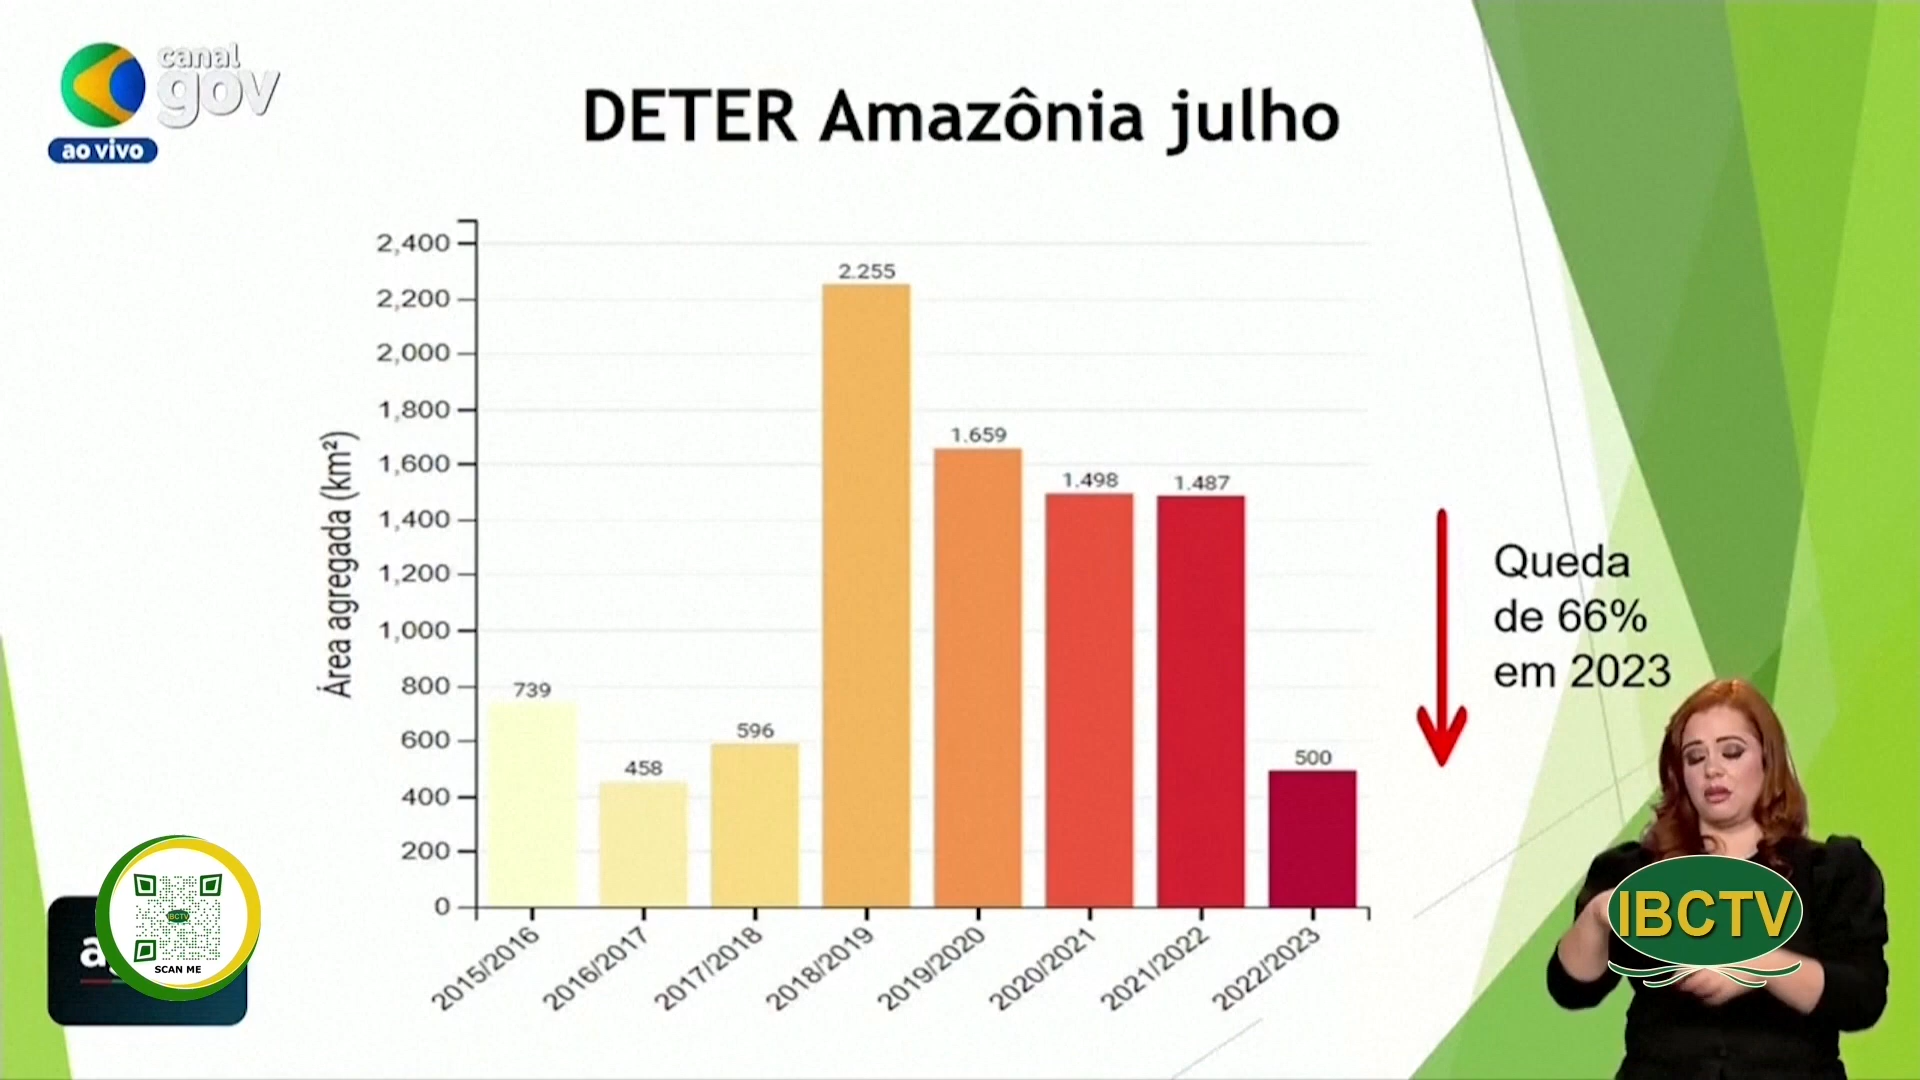 canal
gov
ao vivo
DETER Amazônia julho
Área agregada (km²)
2,400
2,200
2,000
1,800
1,600
1,400
1,200
1,000
800
600
400
200
0
739
458
596
2.255
1.659
1.498
1.487
500
2015/2016
2016/2017
2017/2018
2018/2019
2019/2020
2020/2021
2021/2022
2022/2023
Queda
de 66%
em 2023
IBCTV
SCAN ME
IBCTV